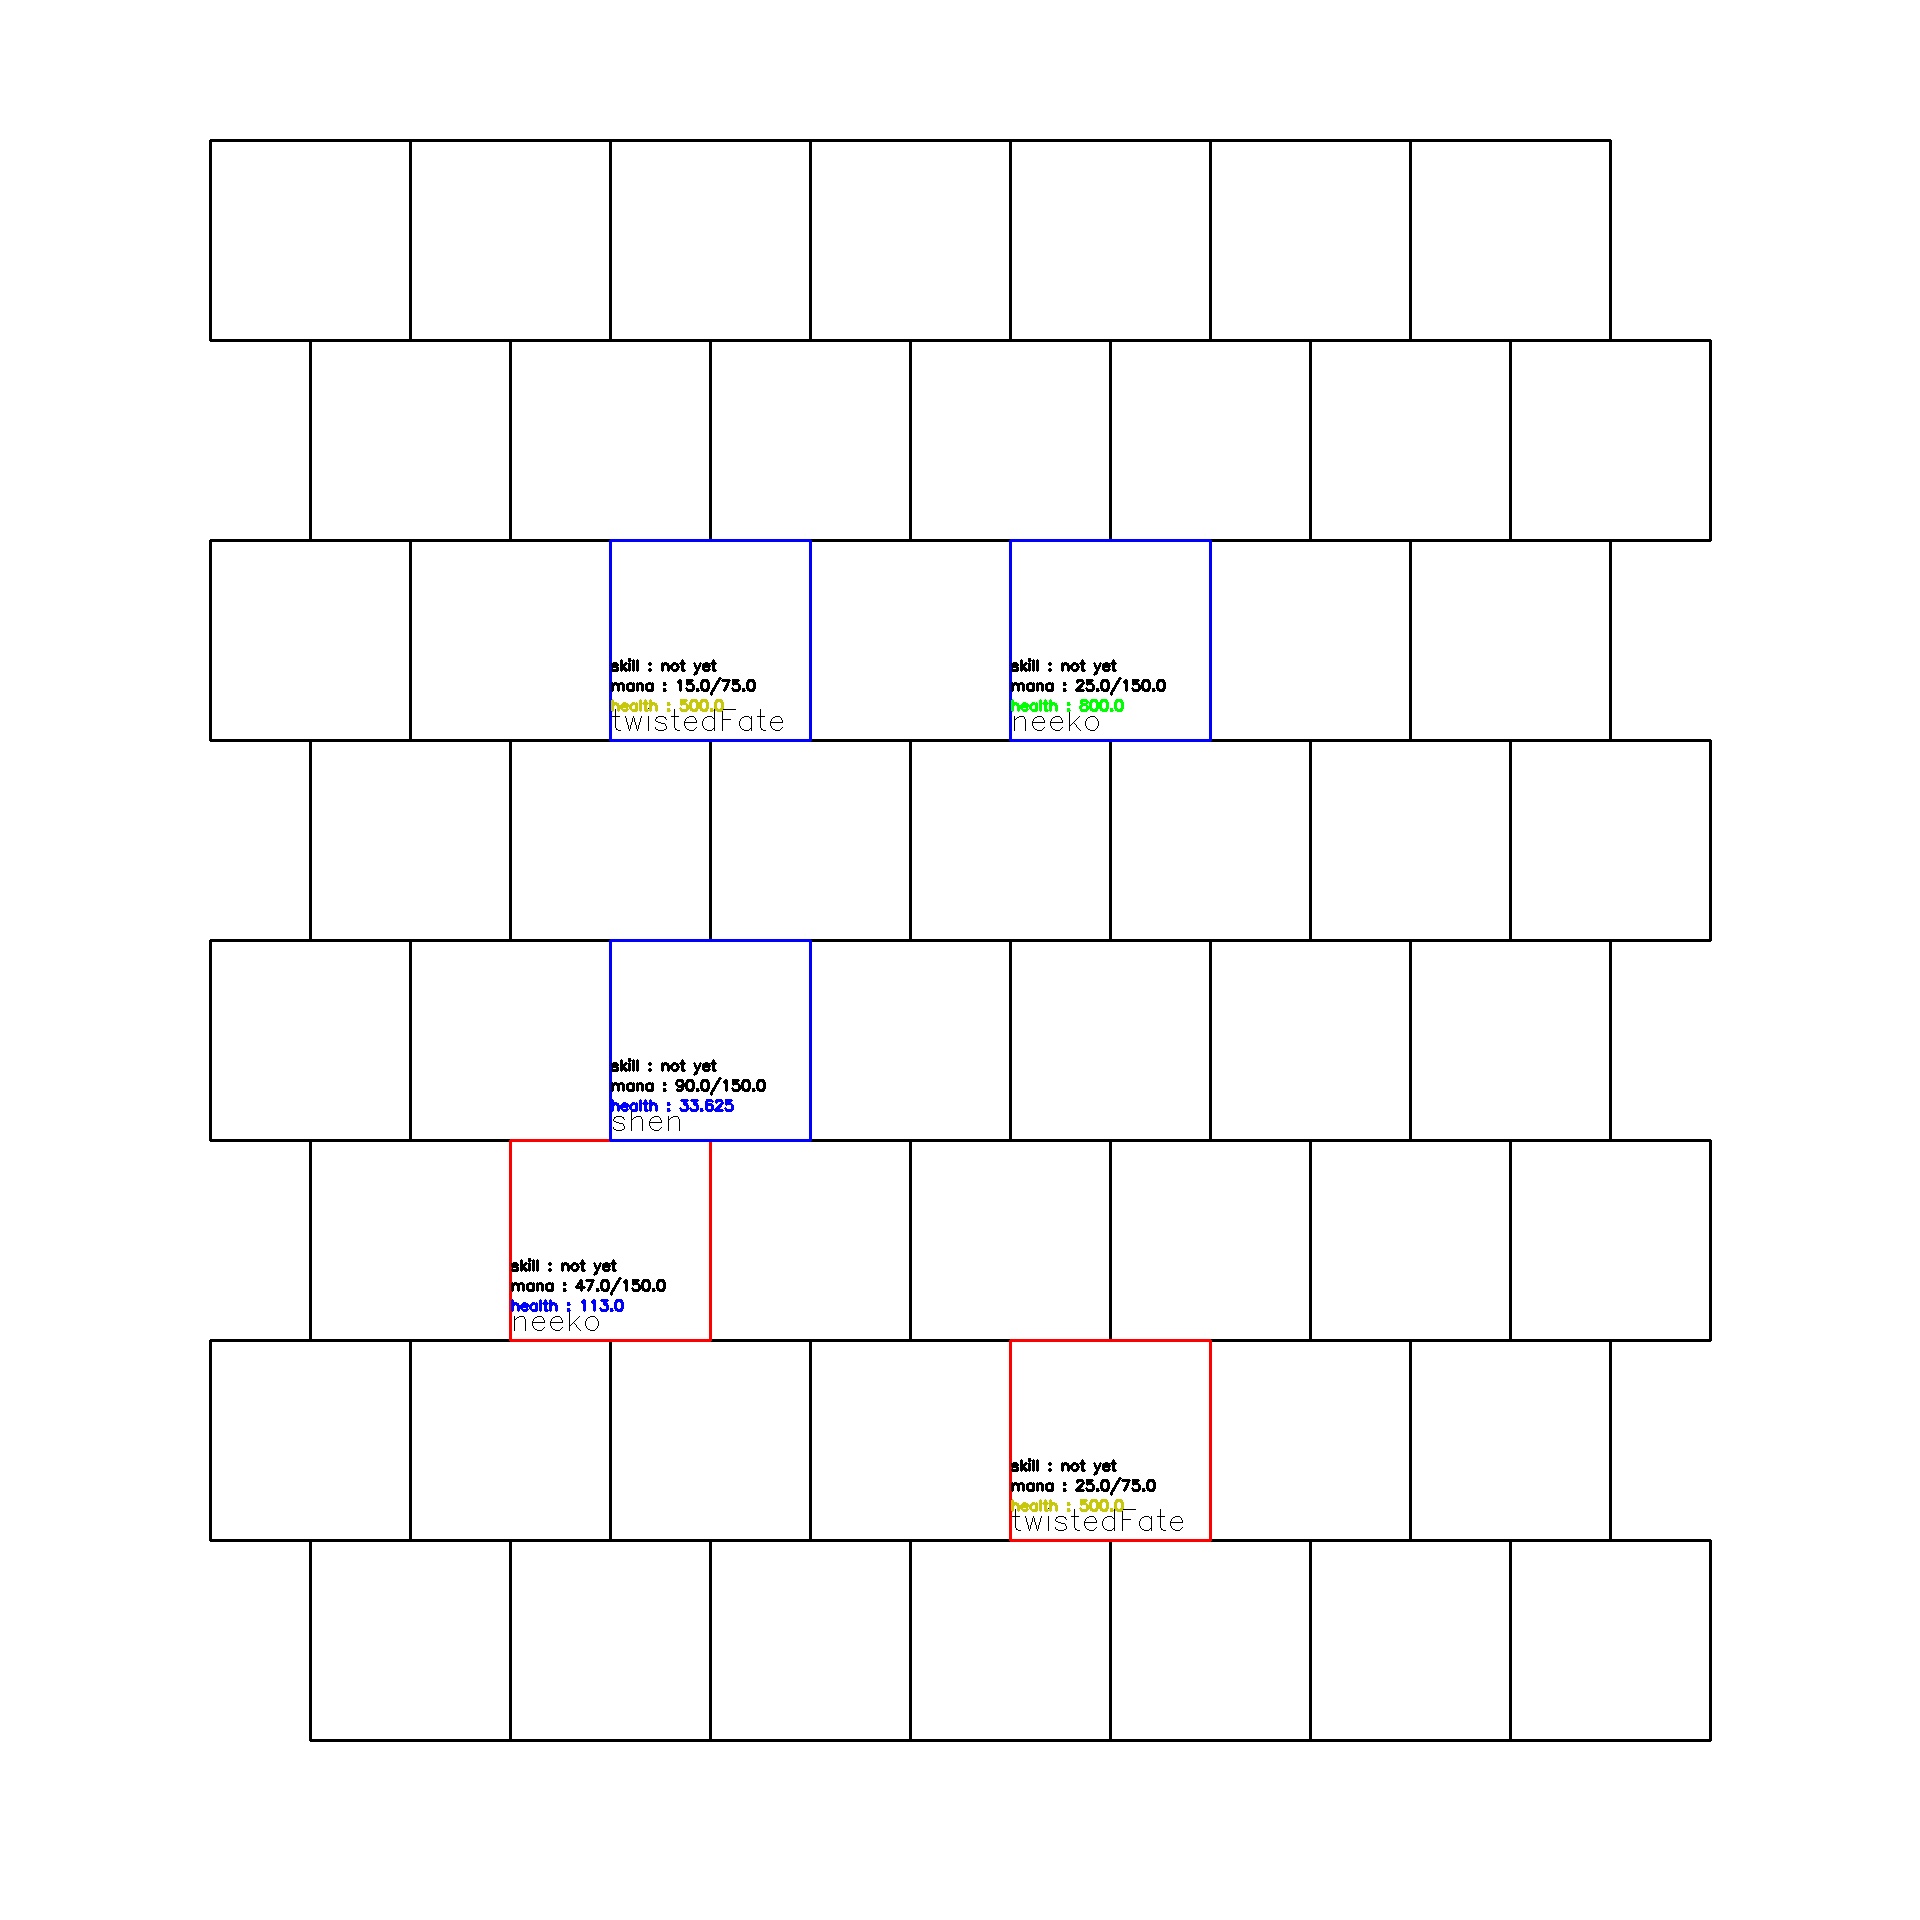 skill : not yet
mana : 15.0/75.0
health : 500.0
twistedFate
skill : not yet
mana : 25.0/150.0
health : 800.0
neeko
skill : not yet
mana : 90.0/150.0
health : 33.625
shen
skill : not yet
mana : 47.0/150.0
health : 113.0
neeko
skill : not yet
mana : 25.0/75.0
health : 500.0
twistedFate